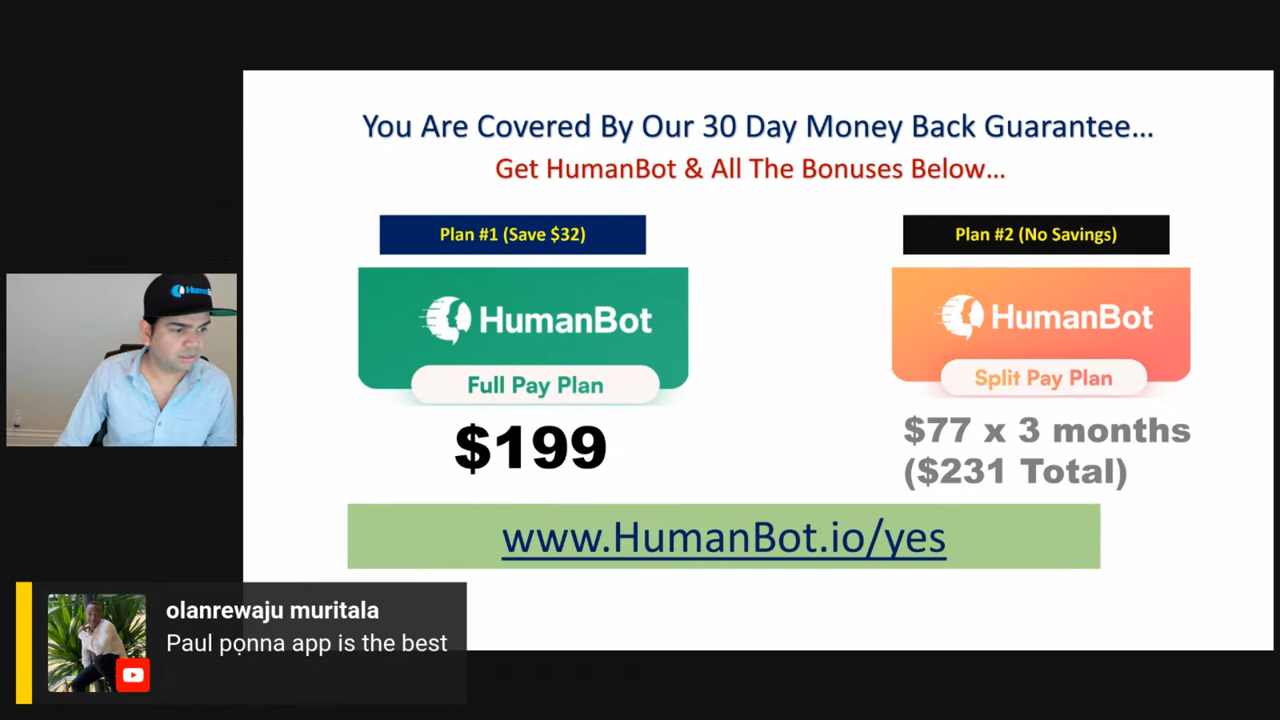 You Are Covered By Our 30 Day Money Back Guarantee...
Get HumanBot & All The Bonuses Below...
Plan #1 (Save $32)
HumanBot
Full Pay Plan
$199
Plan #2 (No Savings)
HumanBot
Split Pay Plan
$77 x 3 months
($231 Total)
www.HumanBot.io/yes
olanrewaju muritala
Paul pọnna app is the best